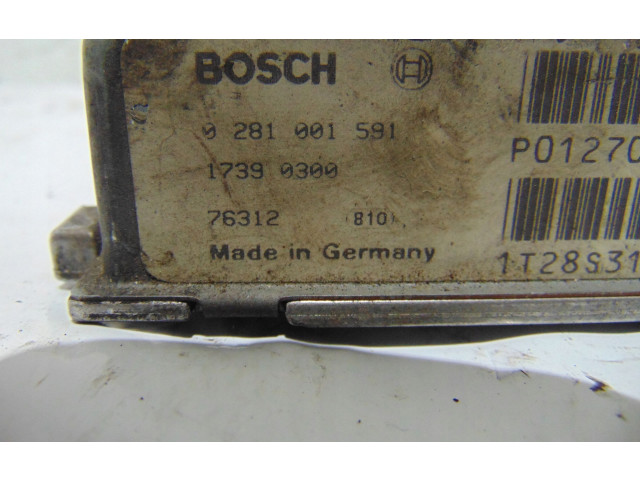 BOSCH
0 281 001 591
1739 0300
76312 (810)
Made in Germany
P01270
1T28S31